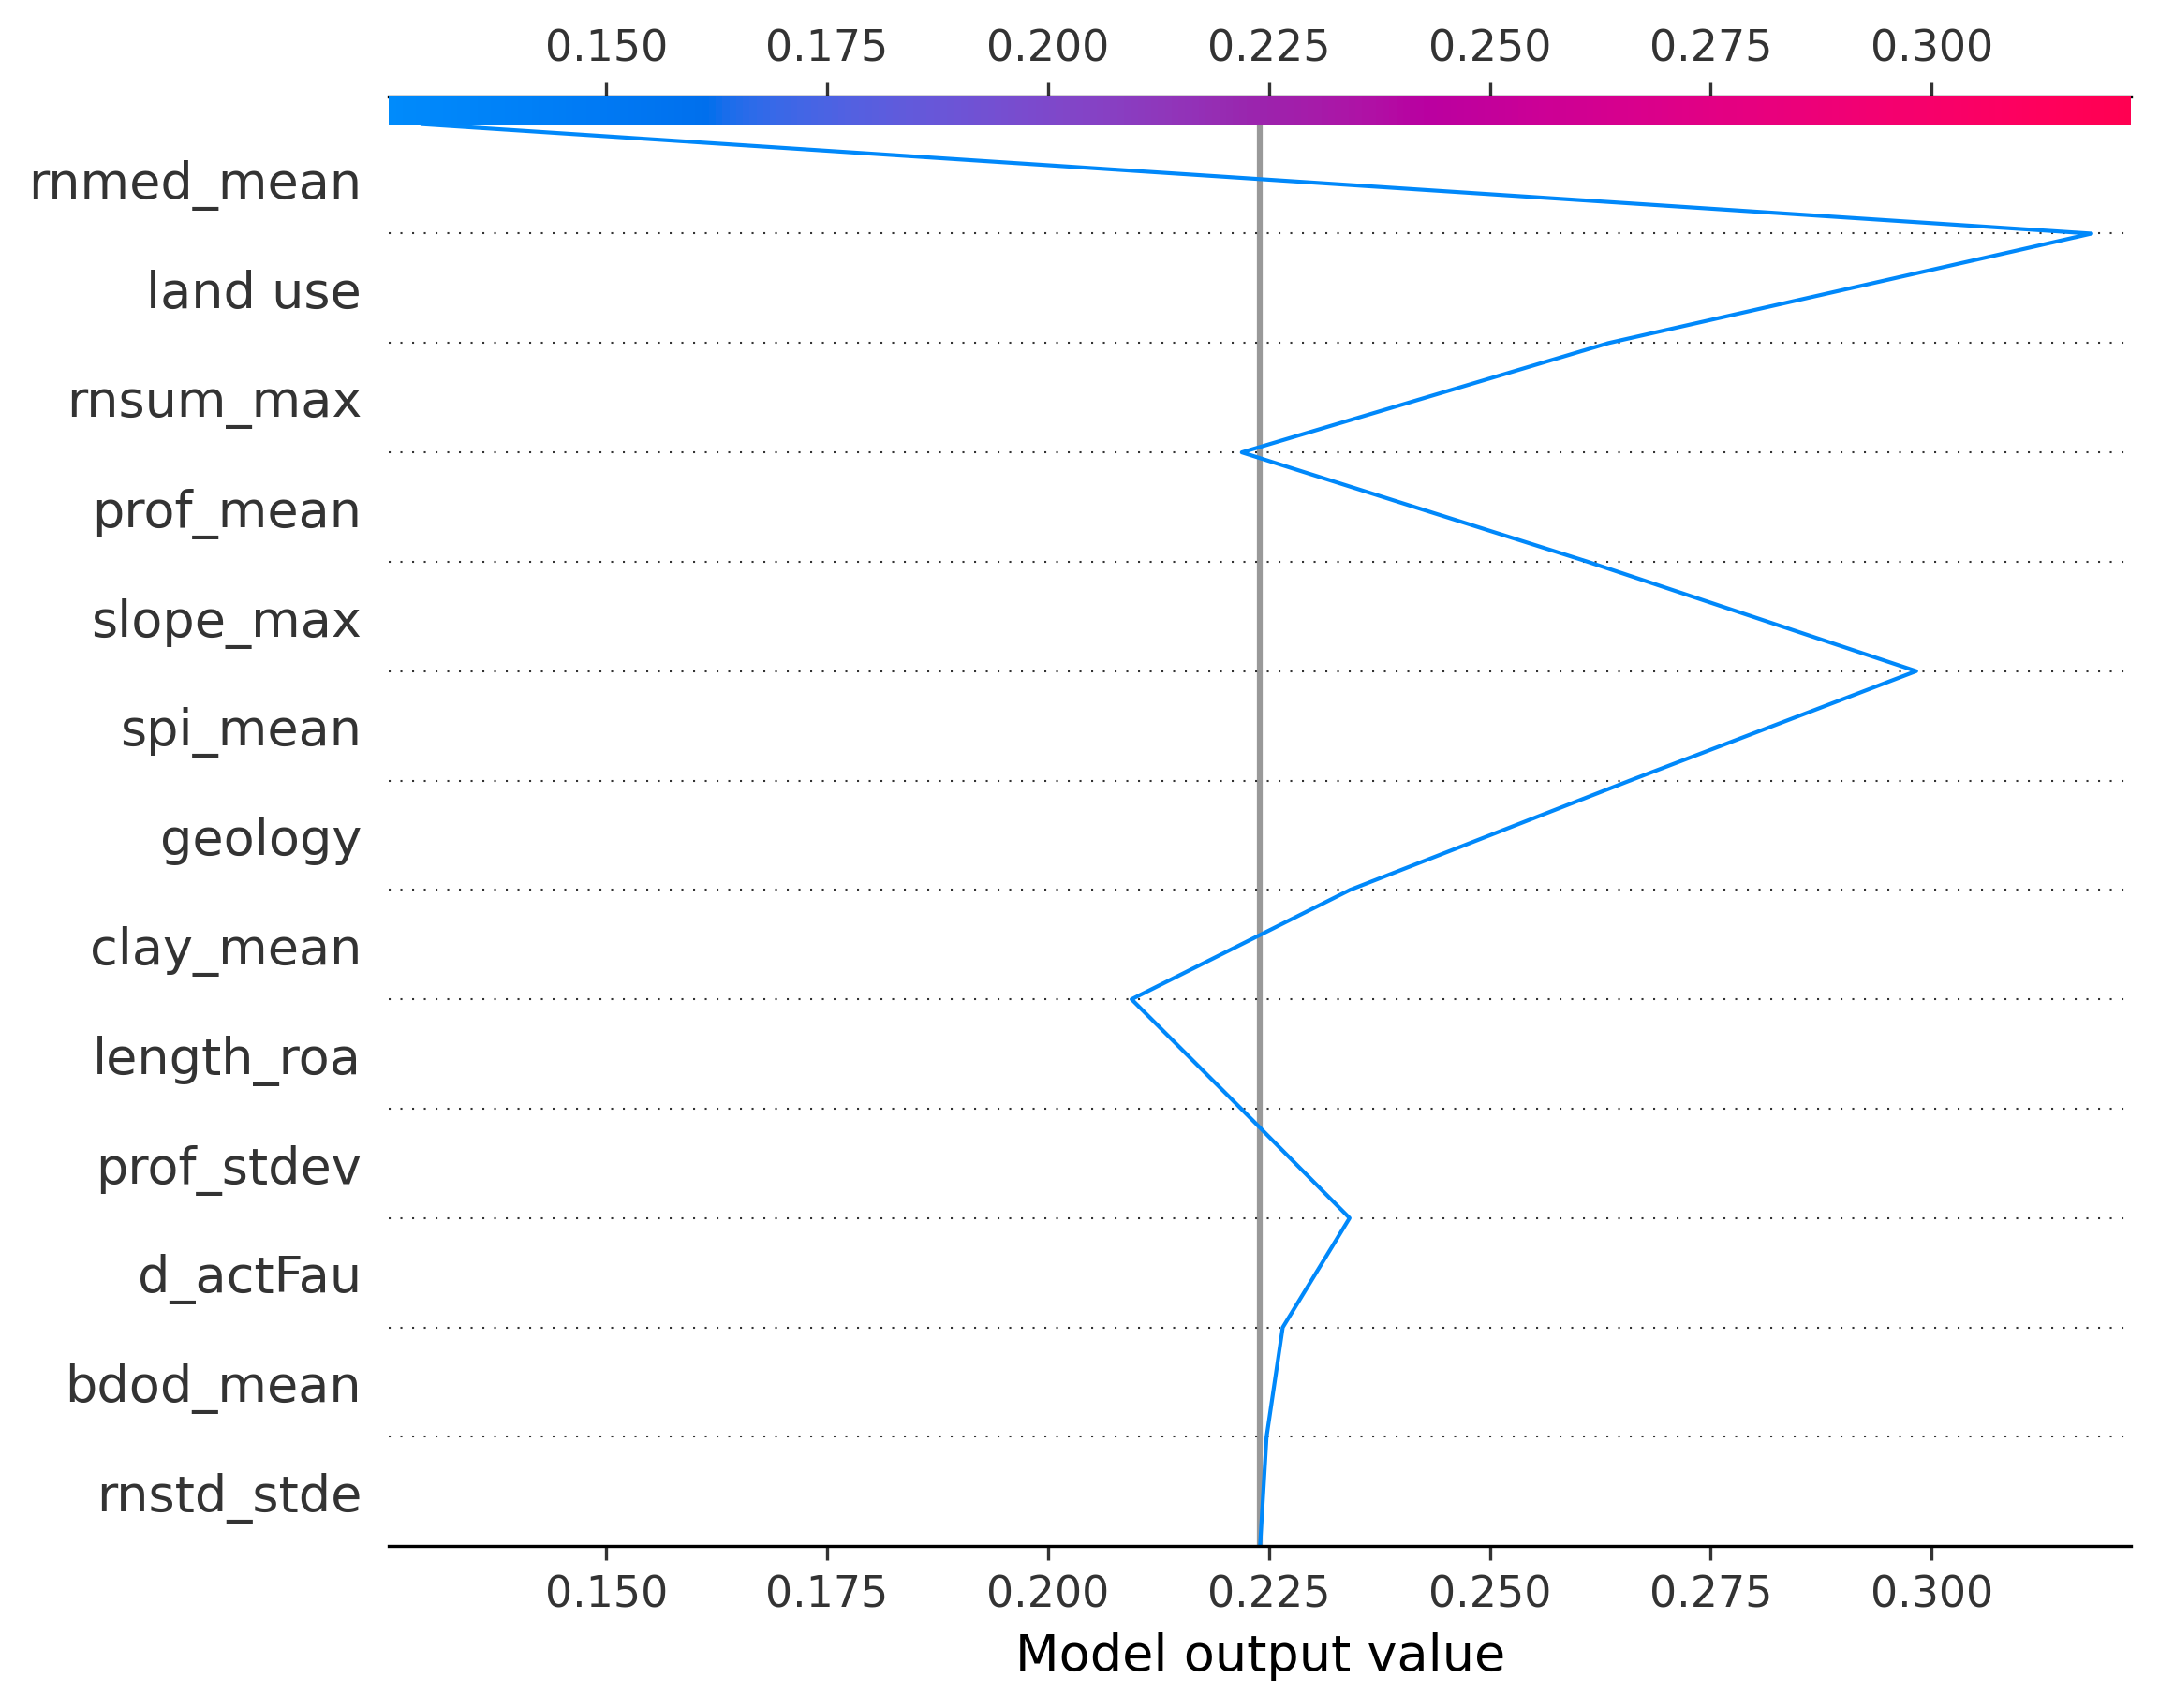 0.150 0.175 0.200 0.225 0.250 0.275 0.300
rnmed_mean
land use
rnsum_max
prof_mean
slope_max
spi_mean
geology
clay_mean
length_roa
prof_stdev
d_actFau
bdod_mean
rnstd_stde
0.150 0.175 0.200 0.225 0.250 0.275 0.300
Model output value